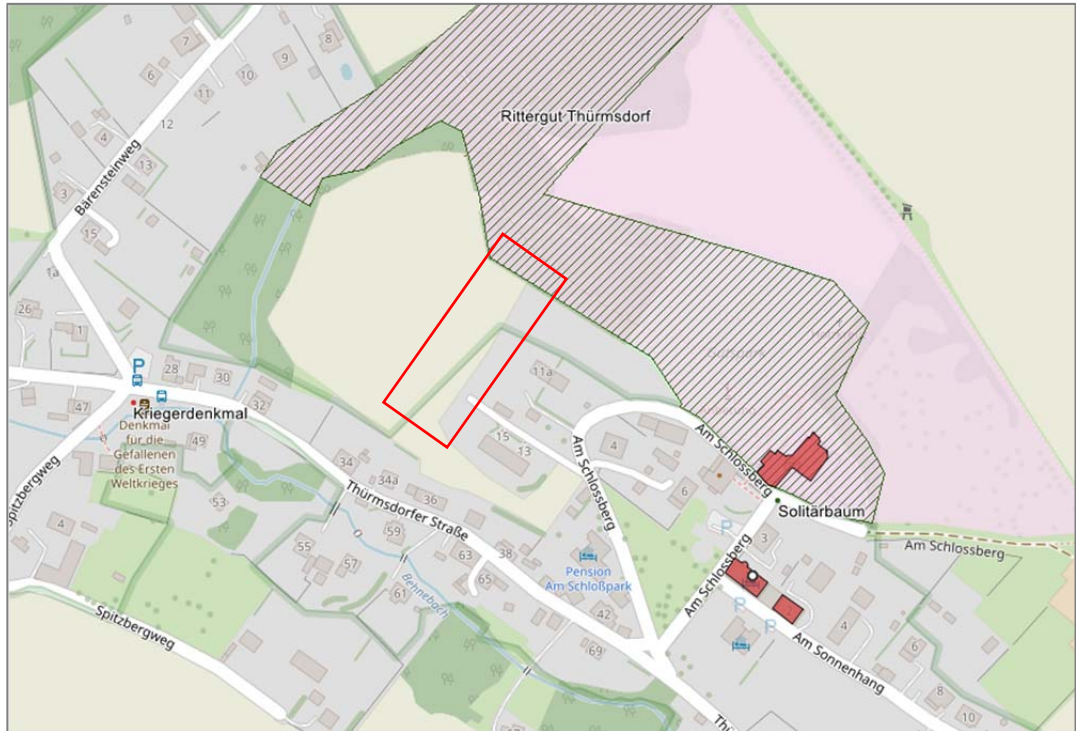 7
8
6
9
10
11
12
4
13
3
Bärensteinweg
15
1a
26
1
Rittergut Thürmsdorf
P
28
30
32
47
Kriegerdenkmal
Denkmal
für die
Gefallenen
des Ersten
Weltkrieges
49
Spitzbergweg
4
53
34
34a
36
Thürmsdorfer Straße
59
55
57
61
63
65
38
Behnebach
Spitzbergweg
11a
15
13
Am Schlossberg
4
6
Am Schlossberg
Solitärbaum
P
3
Am Schlossberg
Am Schlossberg
Pension
Am Schloßpark
42
69
P
P
2
4
Am Sonnenhang
6
8
10
Thü